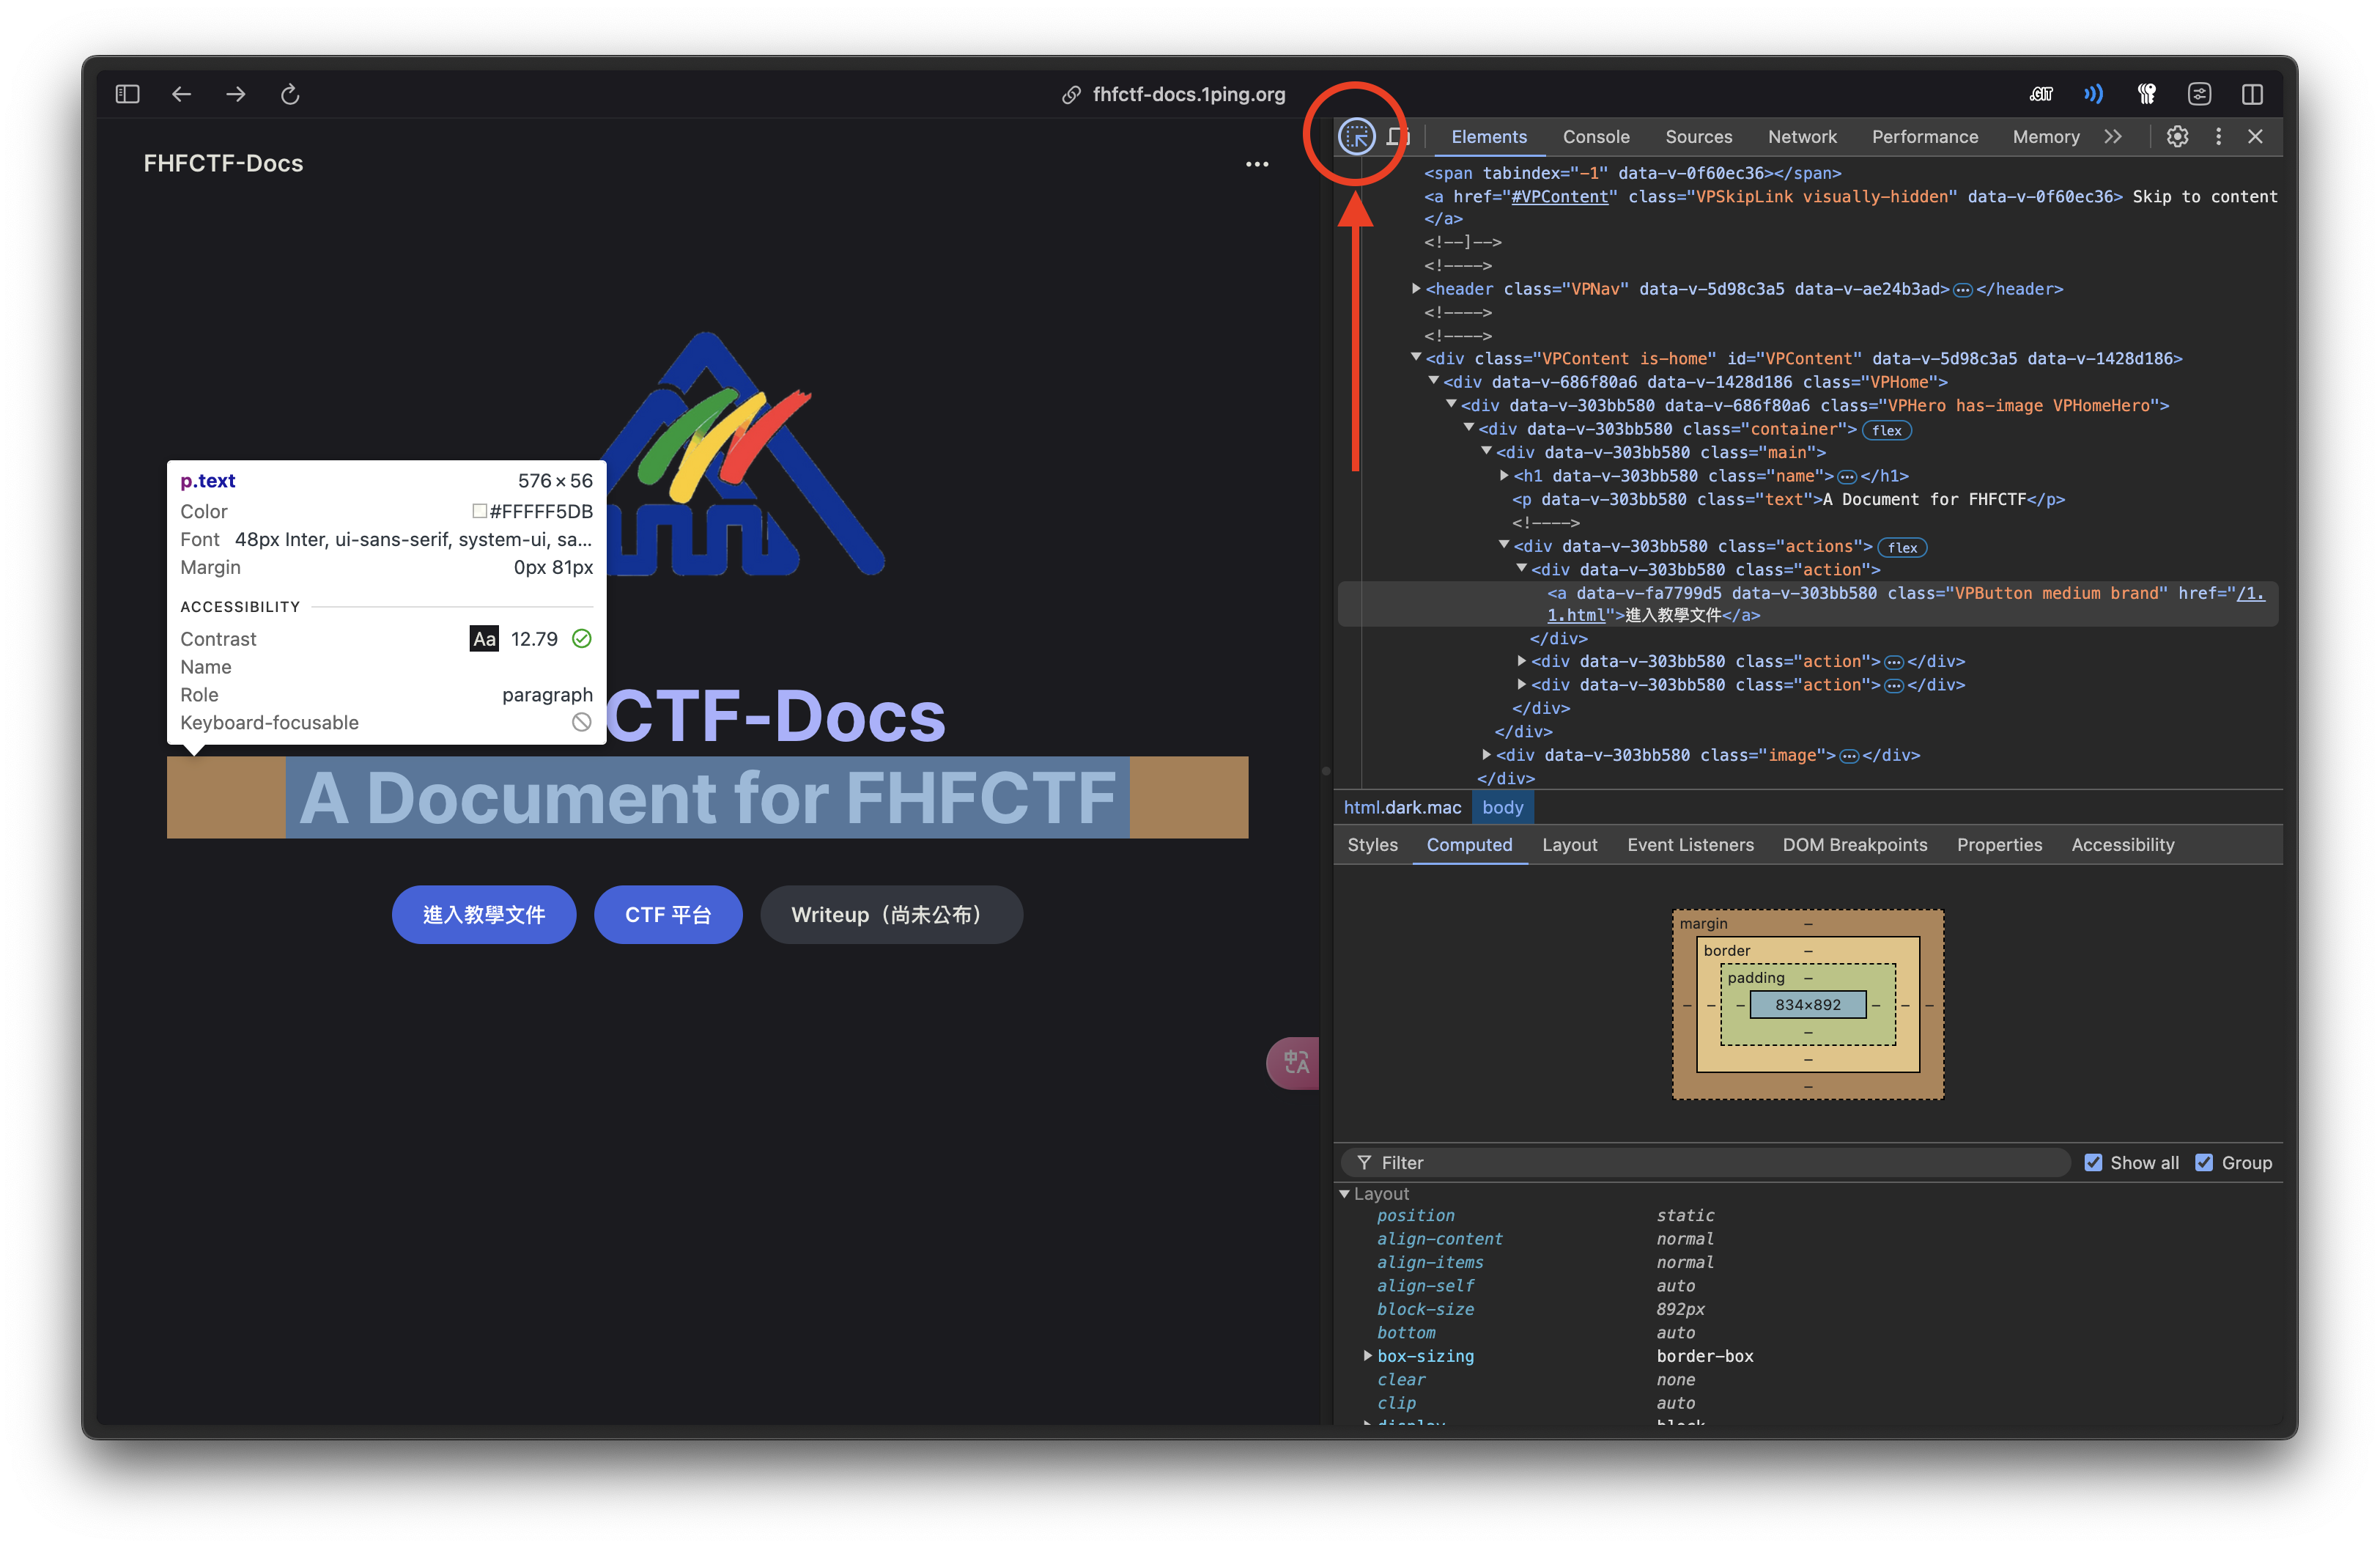 fhfctf-docs.1ping.org
.GIT
FHFCTF-Docs
p.text 576 × 56
Color #FFFFF5DB
Font 48px Inter, ui-sans-serif, system-ui, sa...
Margin 0px 81px
ACCESSIBILITY
Contrast Aa 12.79
Name
Role paragraph
Keyboard-focusable
CTF-Docs
A Document for FHFCTF
進入教學文件 CTF 平台 Writeup（尚未公布）
中A
Elements Console Sources Network Performance Memory
<span tabindex="-1" data-v-0f60ec36></span>
<a href="#VPContent" class="VPSkipLink visually-hidden" data-v-0f60ec36> Skip to content
</a>
<!--]-->
<!---->
<header class="VPNav" data-v-5d98c3a5 data-v-ae24b3ad>…</header>
<!---->
<!---->
<div class="VPContent is-home" id="VPContent" data-v-5d98c3a5 data-v-1428d186>
<div data-v-686f80a6 data-v-1428d186 class="VPHome">
<div data-v-303bb580 data-v-686f80a6 class="VPHero has-image VPHomeHero">
<div data-v-303bb580 class="container"> flex
<div data-v-303bb580 class="main">
<h1 data-v-303bb580 class="name">…</h1>
<p data-v-303bb580 class="text">A Document for FHFCTF</p>
<!---->
<div data-v-303bb580 class="actions"> flex
<div data-v-303bb580 class="action">
<a data-v-fa7799d5 data-v-303bb580 class="VPButton medium brand" href="/1.
1.html">進入教學文件</a>
</div>
<div data-v-303bb580 class="action">…</div>
<div data-v-303bb580 class="action">…</div>
</div>
</div>
<div data-v-303bb580 class="image">…</div>
</div>
html.dark.mac body
Styles Computed Layout Event Listeners DOM Breakpoints Properties Accessibility
margin –
border –
padding –
– – – 834×892 – – –
–
–
–
Filter Show all Group
Layout
position static
align-content normal
align-items normal
align-self auto
block-size 892px
bottom auto
box-sizing border-box
clear none
clip auto
display block